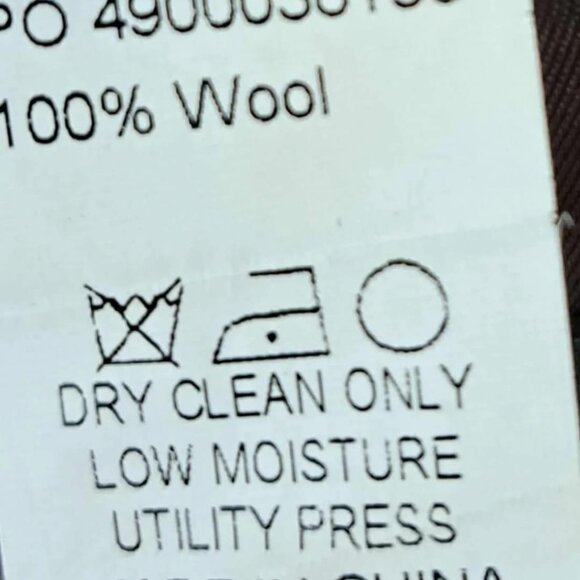 100% Wool
DRY CLEAN ONLY
LOW MOISTURE
UTILITY PRESS